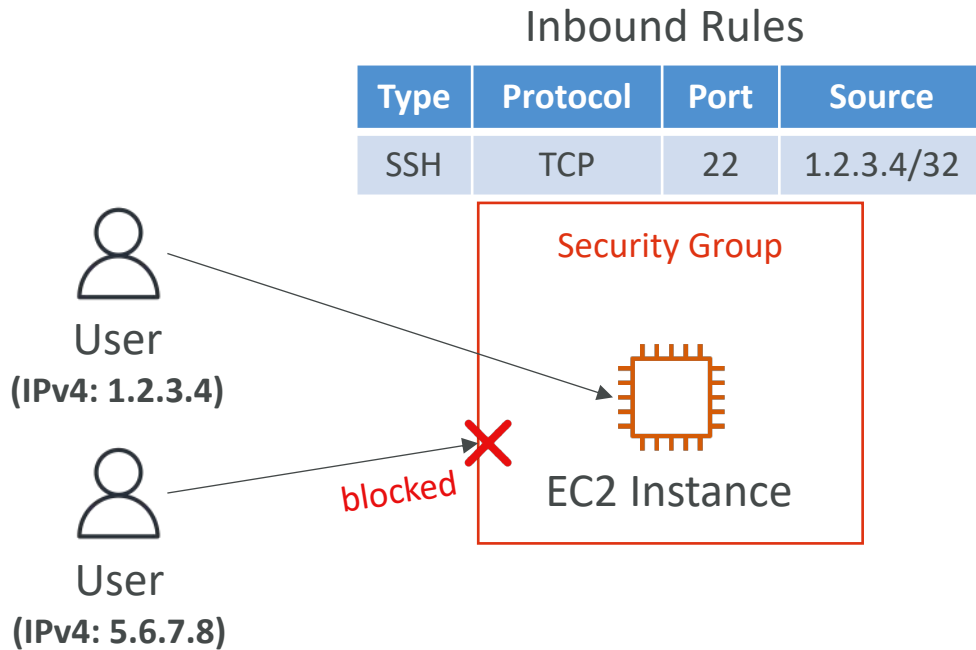 Inbound Rules
Type Protocol Port Source
SSH TCP 22 1.2.3.4/32
Security Group
User
(IPv4: 1.2.3.4)
blocked
EC2 Instance
User
(IPv4: 5.6.7.8)